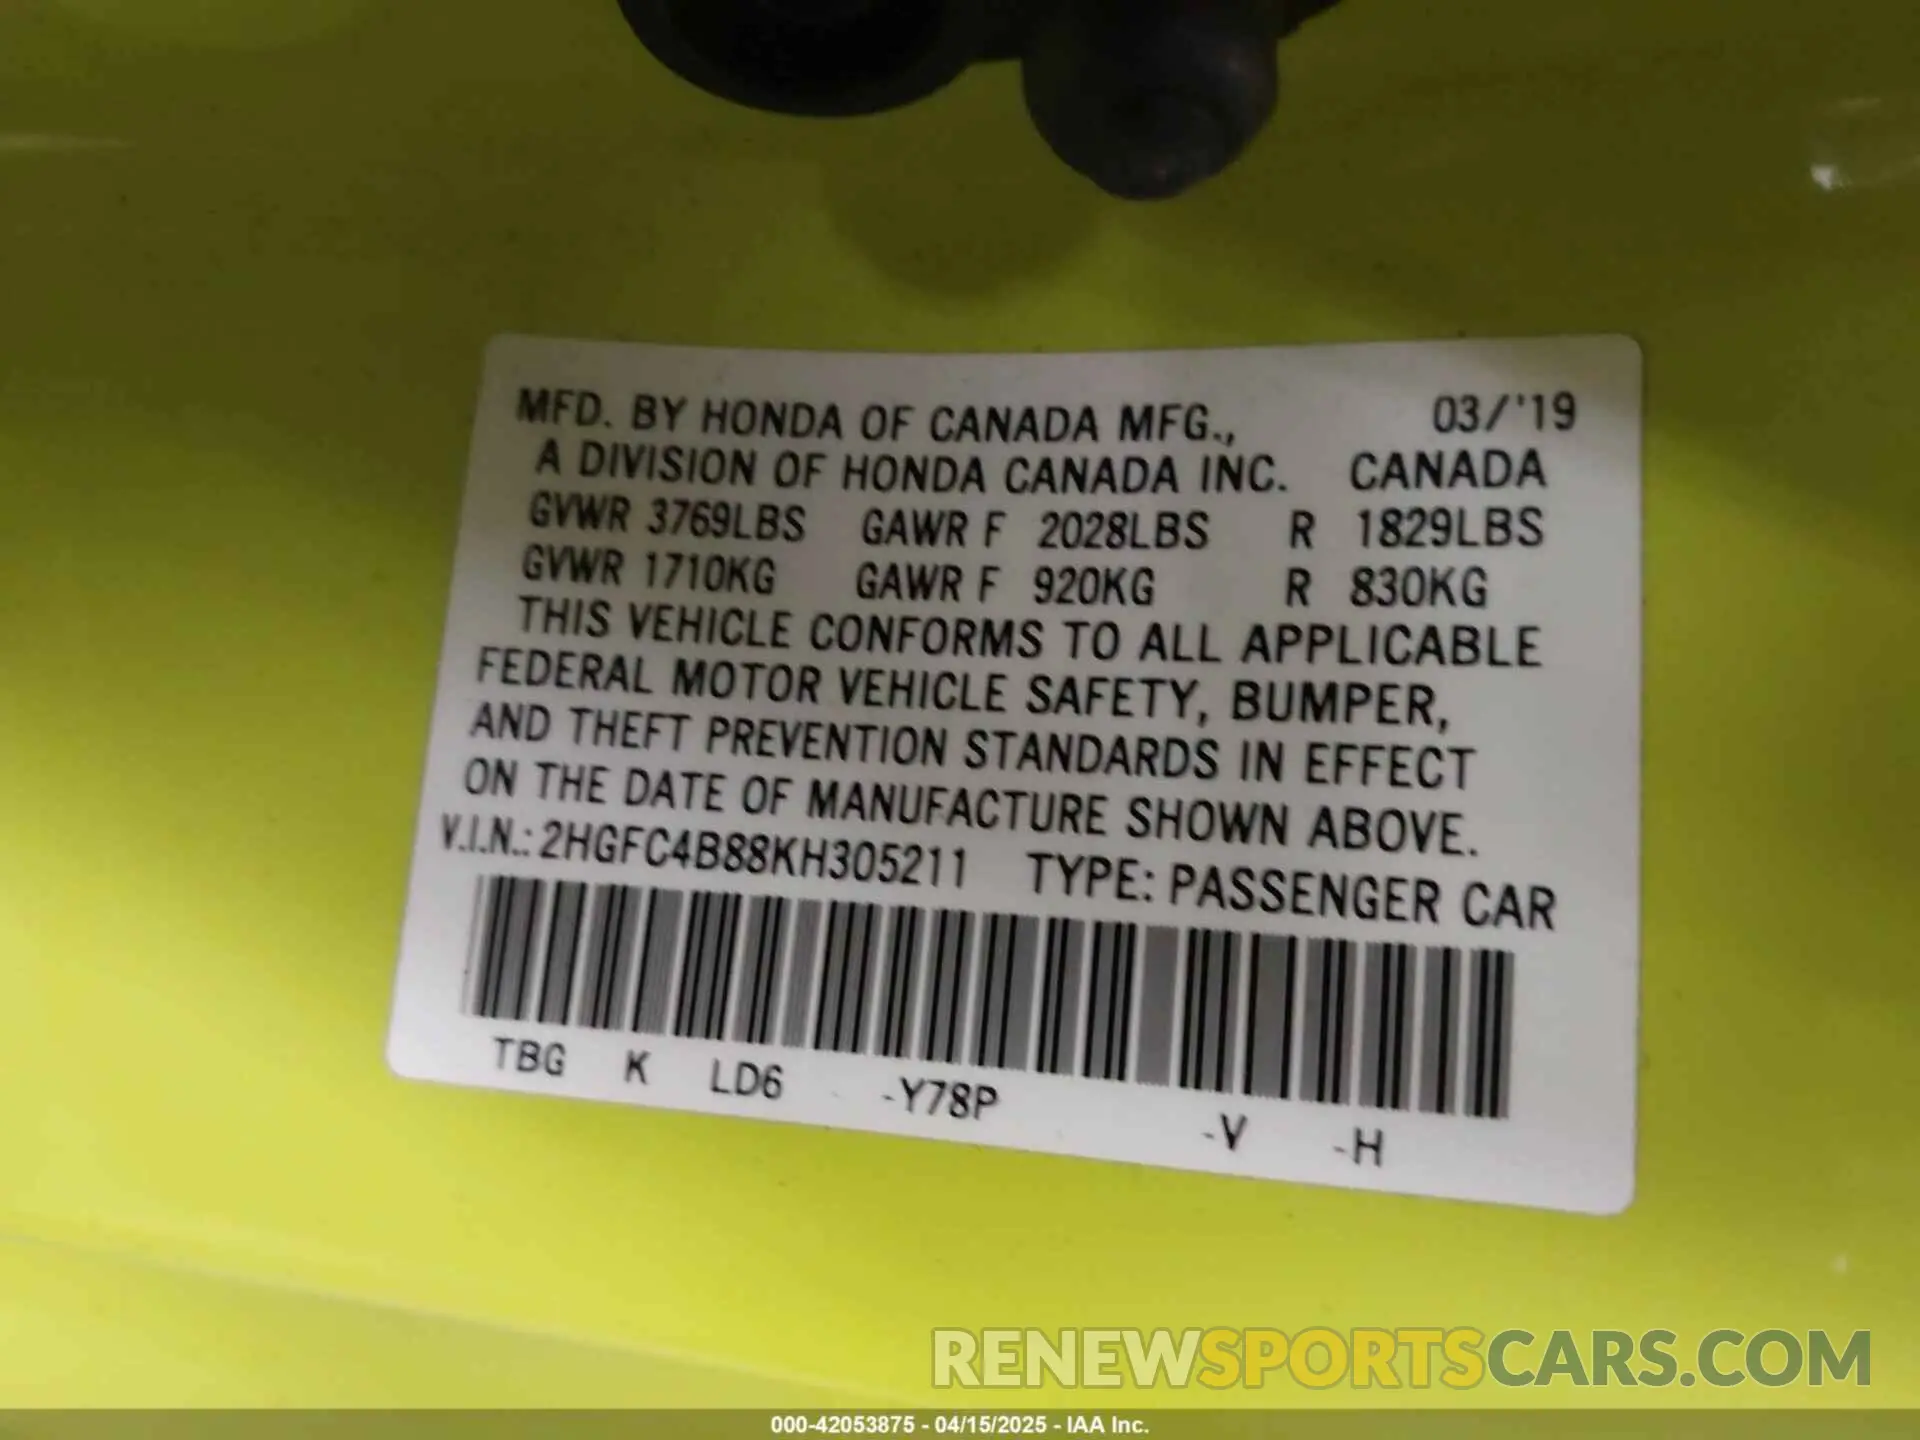 MFD. BY HONDA OF CANADA MFG., 03/'19
A DIVISION OF HONDA CANADA INC. CANADA
GVWR 3769LBS GAWR F 2028LBS R 1829LBS
GVWR 1710KG GAWR F 920KG R 830KG
THIS VEHICLE CONFORMS TO ALL APPLICABLE
FEDERAL MOTOR VEHICLE SAFETY, BUMPER,
AND THEFT PREVENTION STANDARDS IN EFFECT
ON THE DATE OF MANUFACTURE SHOWN ABOVE.
V.I.N.: 2HGFC4B88KH305211 TYPE: PASSENGER CAR
TBG K LD6 -Y78P -V -H
RENEWSPORTSCARS.COM
000-42053875 - 04/15/2025 - IAA Inc.